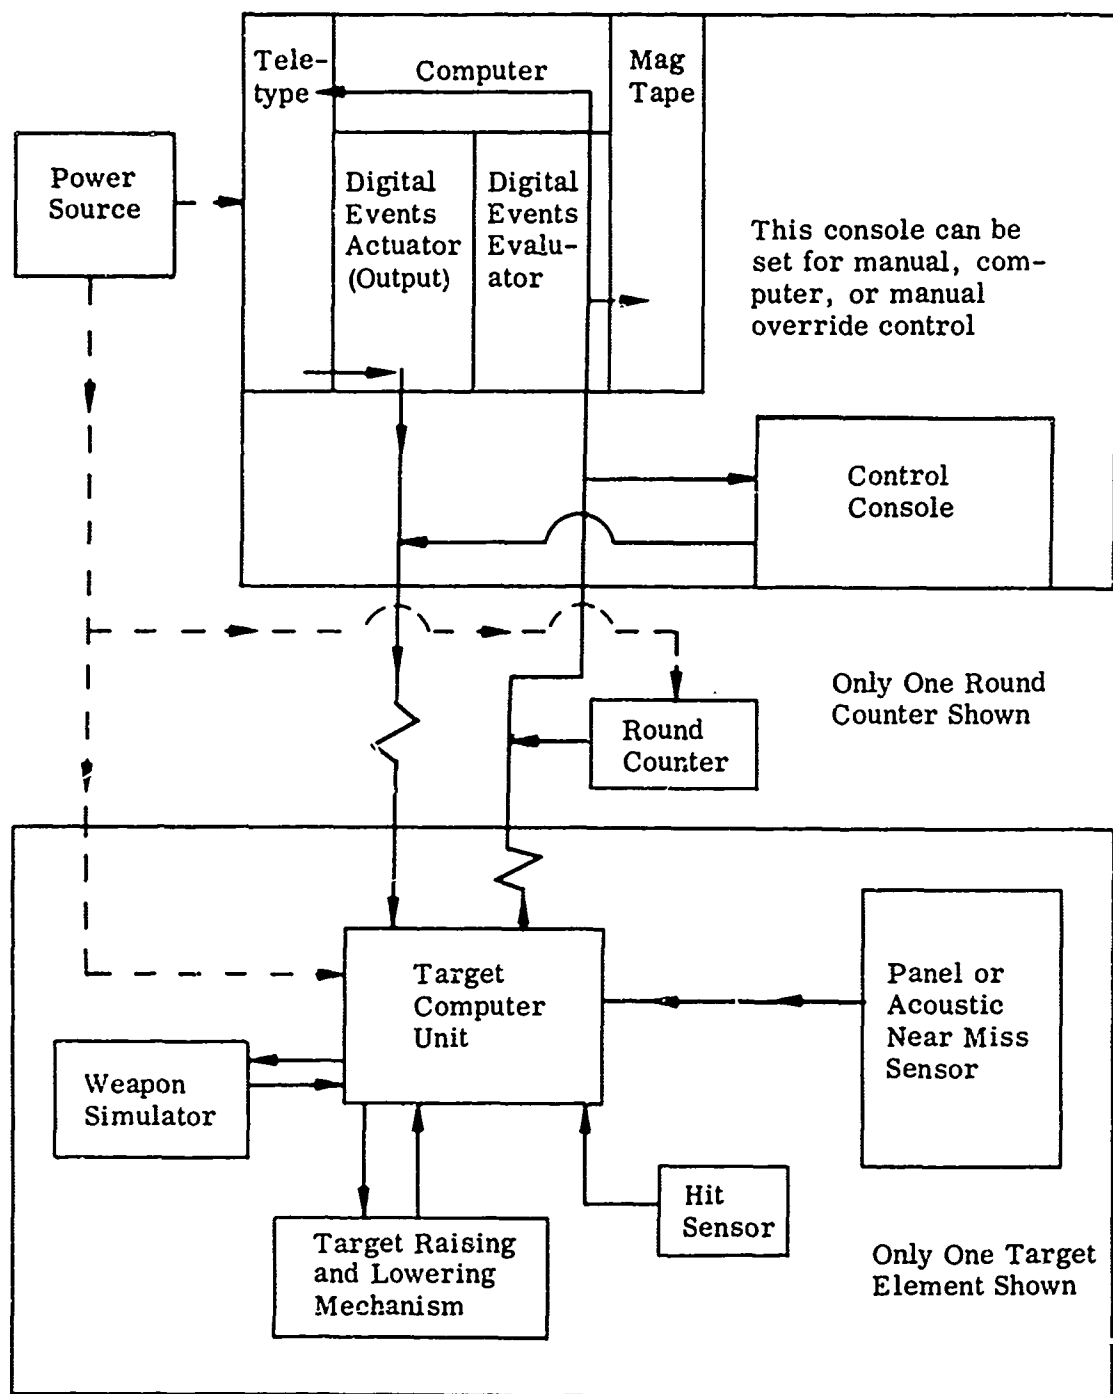 Tele-
type
Computer
Mag
Tape
Power
Source
Digital
Events
Actuator
(Output)
Digital
Events
Evalu-
ator
This console can be
set for manual, com-
puter, or manual
override control
Control
Console
Only One Round
Counter Shown
Round
Counter
Target
Computer
Unit
Panel or
Acoustic
Near Miss
Sensor
Weapon
Simulator
Hit
Sensor
Target Raising
and Lowering
Mechanism
Only One Target
Element Shown